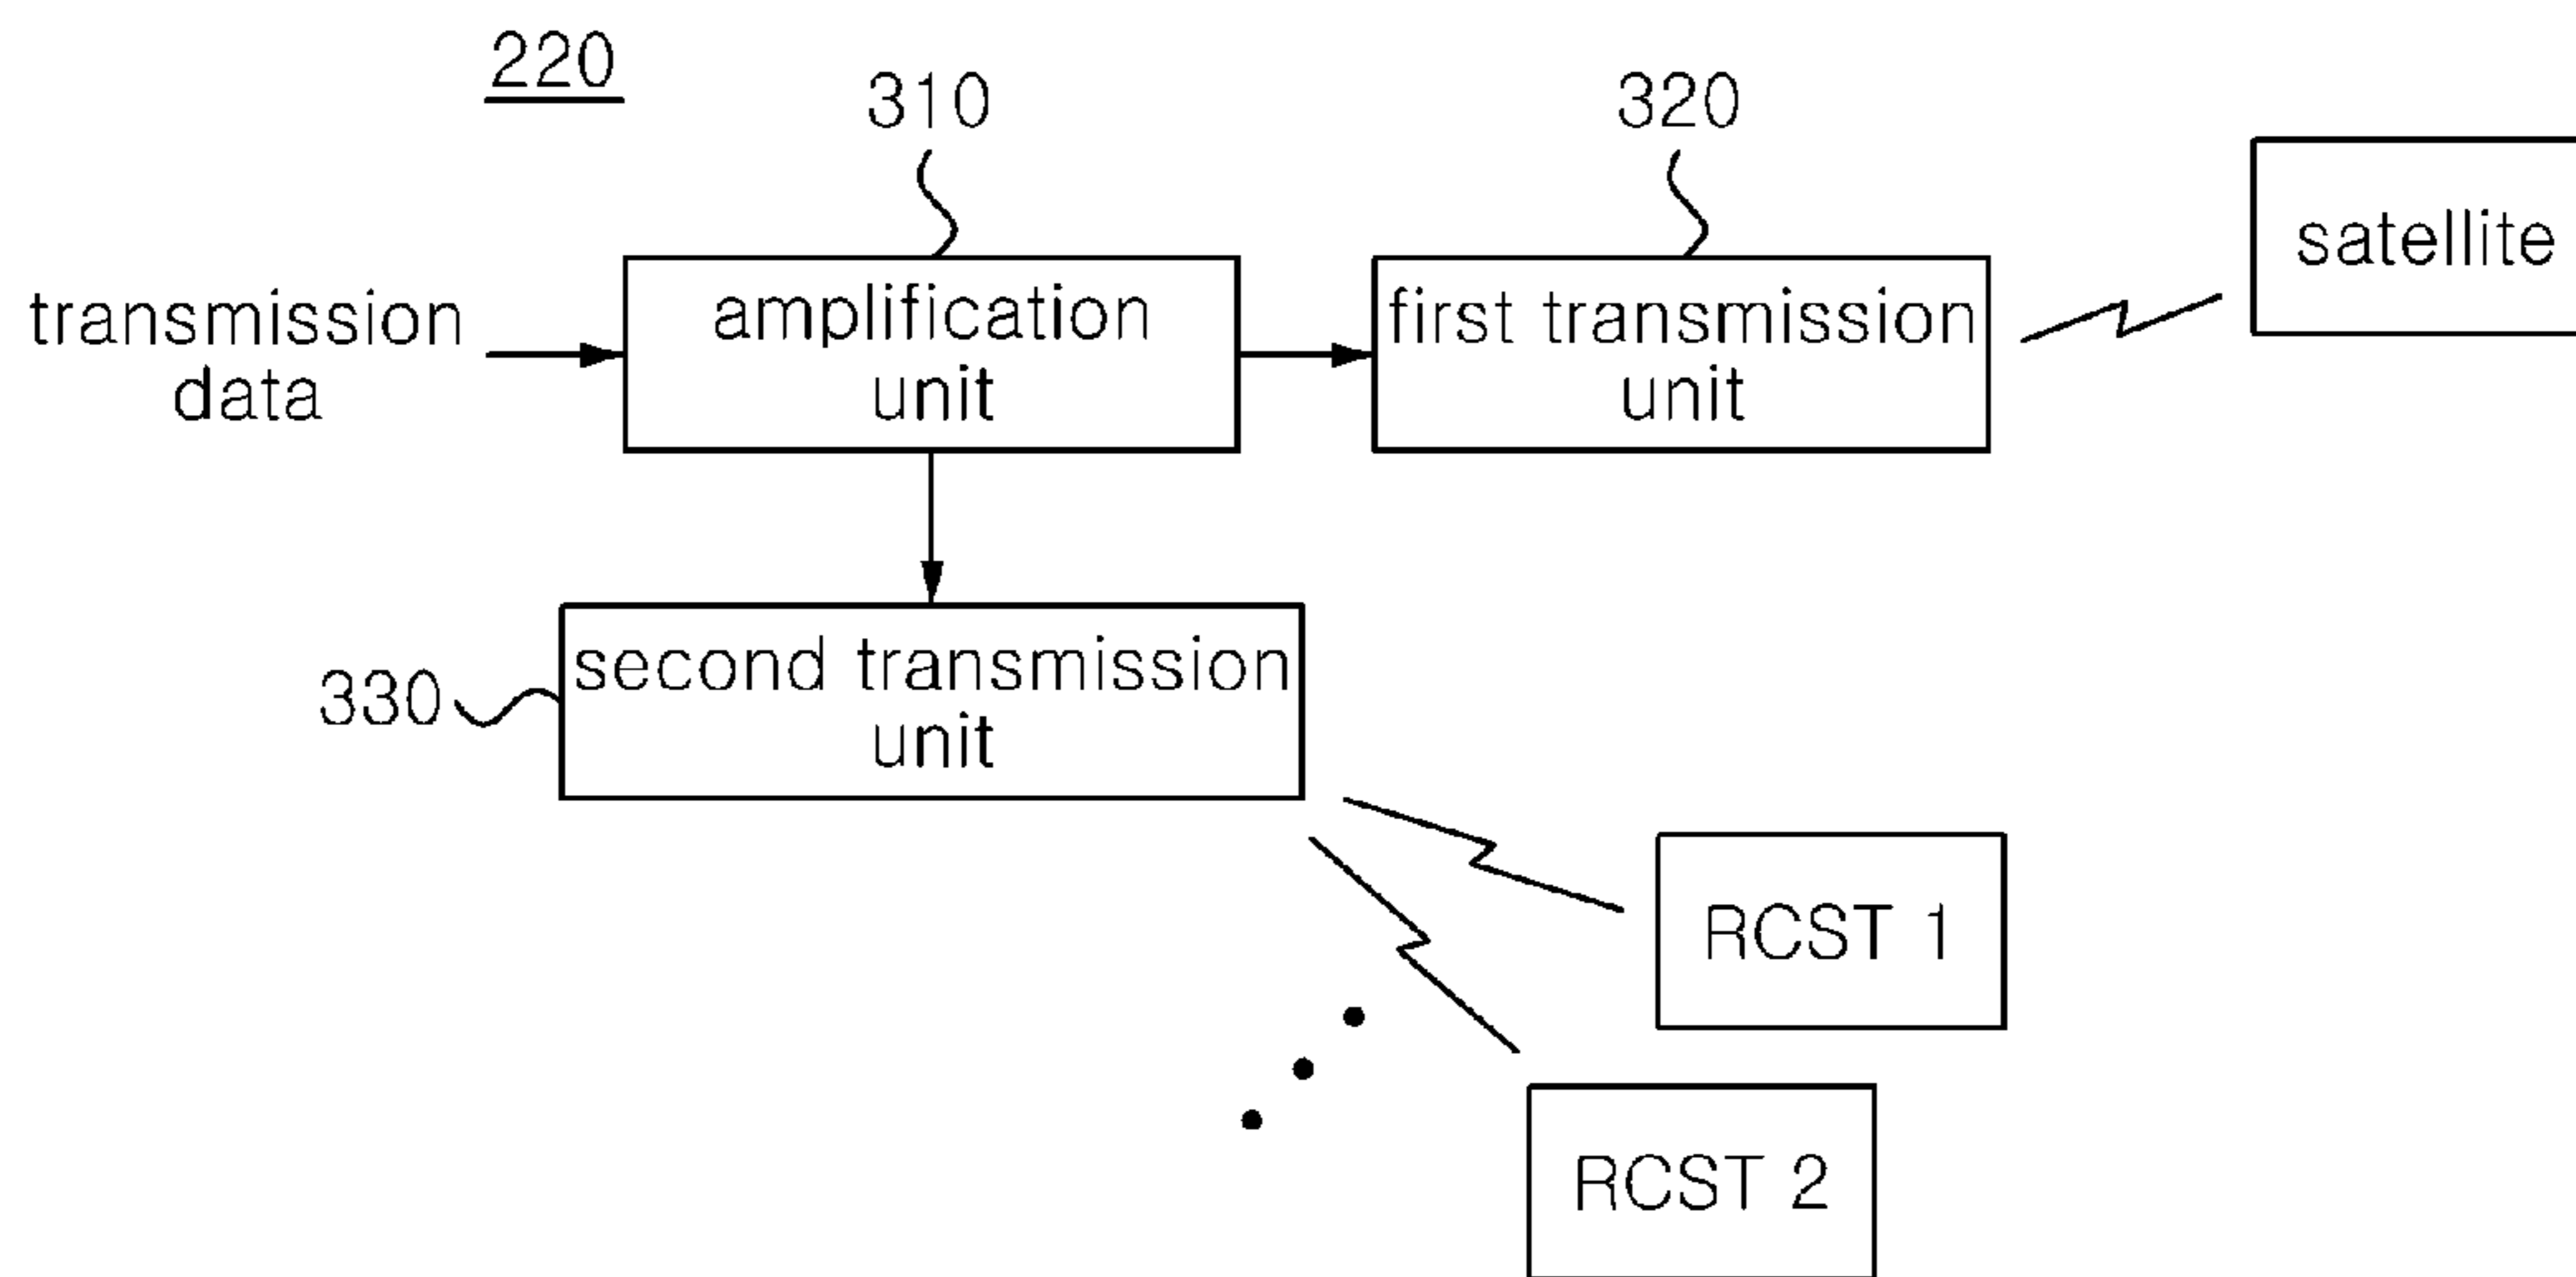 220
310
320
satellite
transmission
data
amplification
unit
first transmission
unit
330
second transmission
unit
RCST 1
RCST 2